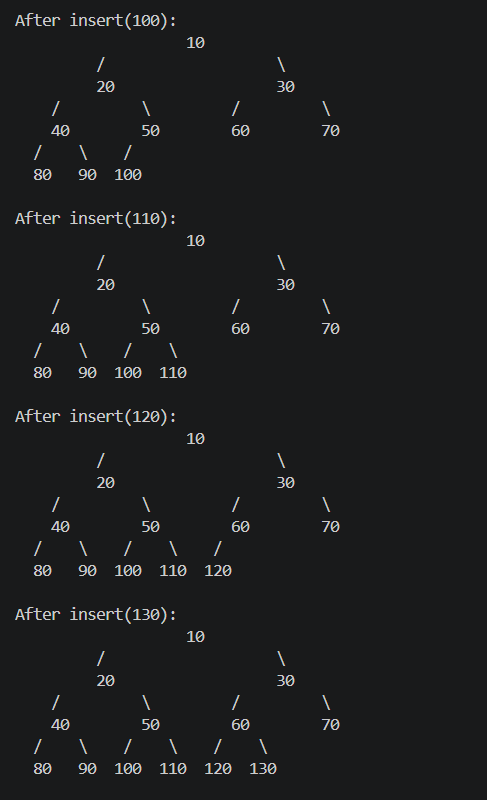 After insert(100):
                   10
         /                   \
         20                  30
    /         \         /         \
    40        50        60        70
  /    \    /
  80   90  100

After insert(110):
                   10
         /                   \
         20                  30
    /         \         /         \
    40        50        60        70
  /    \    /    \
  80   90  100  110

After insert(120):
                   10
         /                   \
         20                  30
    /         \         /         \
    40        50        60        70
  /    \    /    \    /
  80   90  100  110  120

After insert(130):
                   10
         /                   \
         20                  30
    /         \         /         \
    40        50        60        70
  /    \    /    \    /    \
  80   90  100  110  120  130